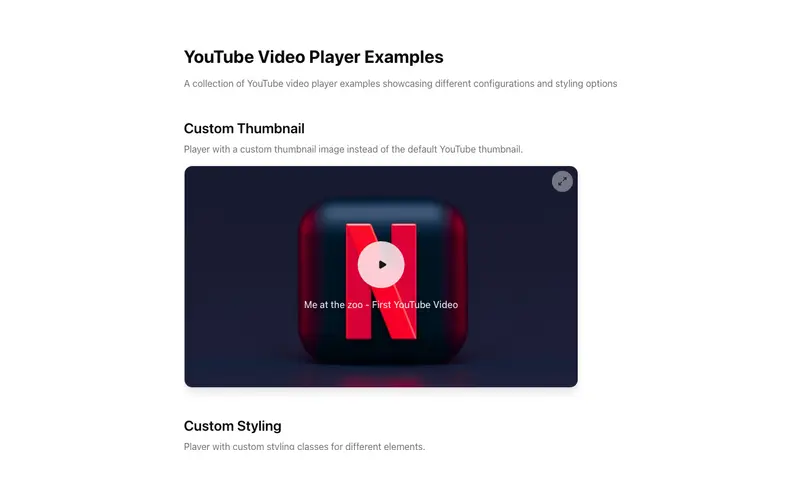 YouTube Video Player Examples
A collection of YouTube video player examples showcasing different configurations and styling options
Custom Thumbnail
Player with a custom thumbnail image instead of the default YouTube thumbnail.
N
Me at the zoo - First YouTube Video
Custom Styling
Player with custom styling classes for different elements.